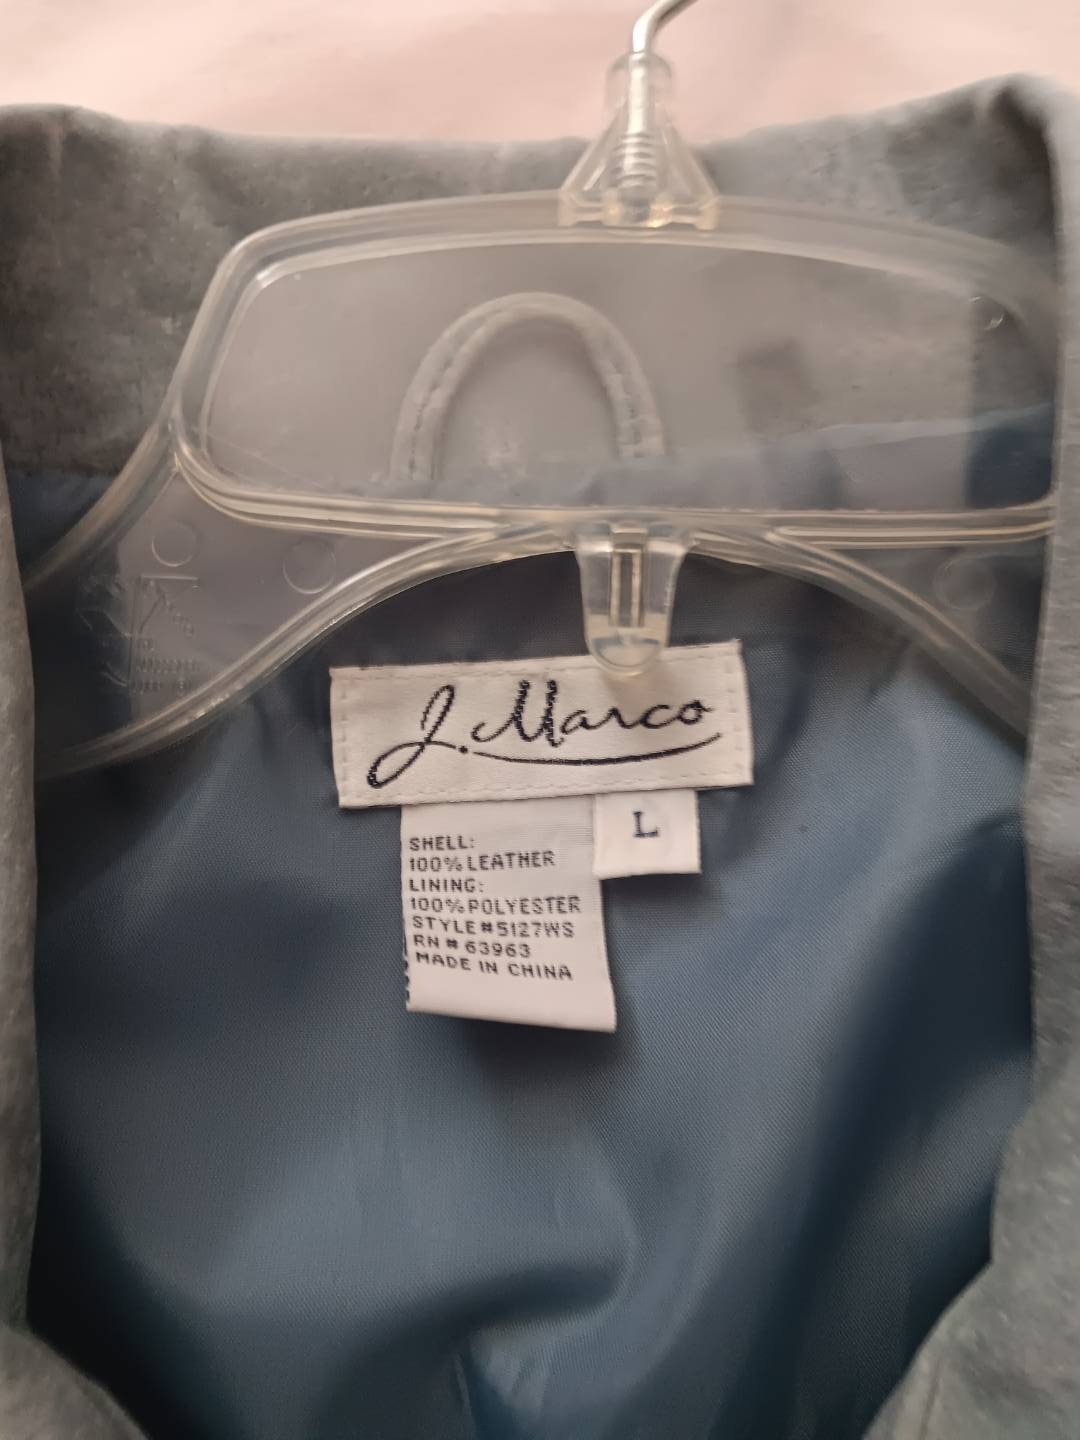 J. Marco
L
SHELL:
100% LEATHER
LINING:
100% POLYESTER
STYLE#5127WS
RN # 63963
MADE IN CHINA